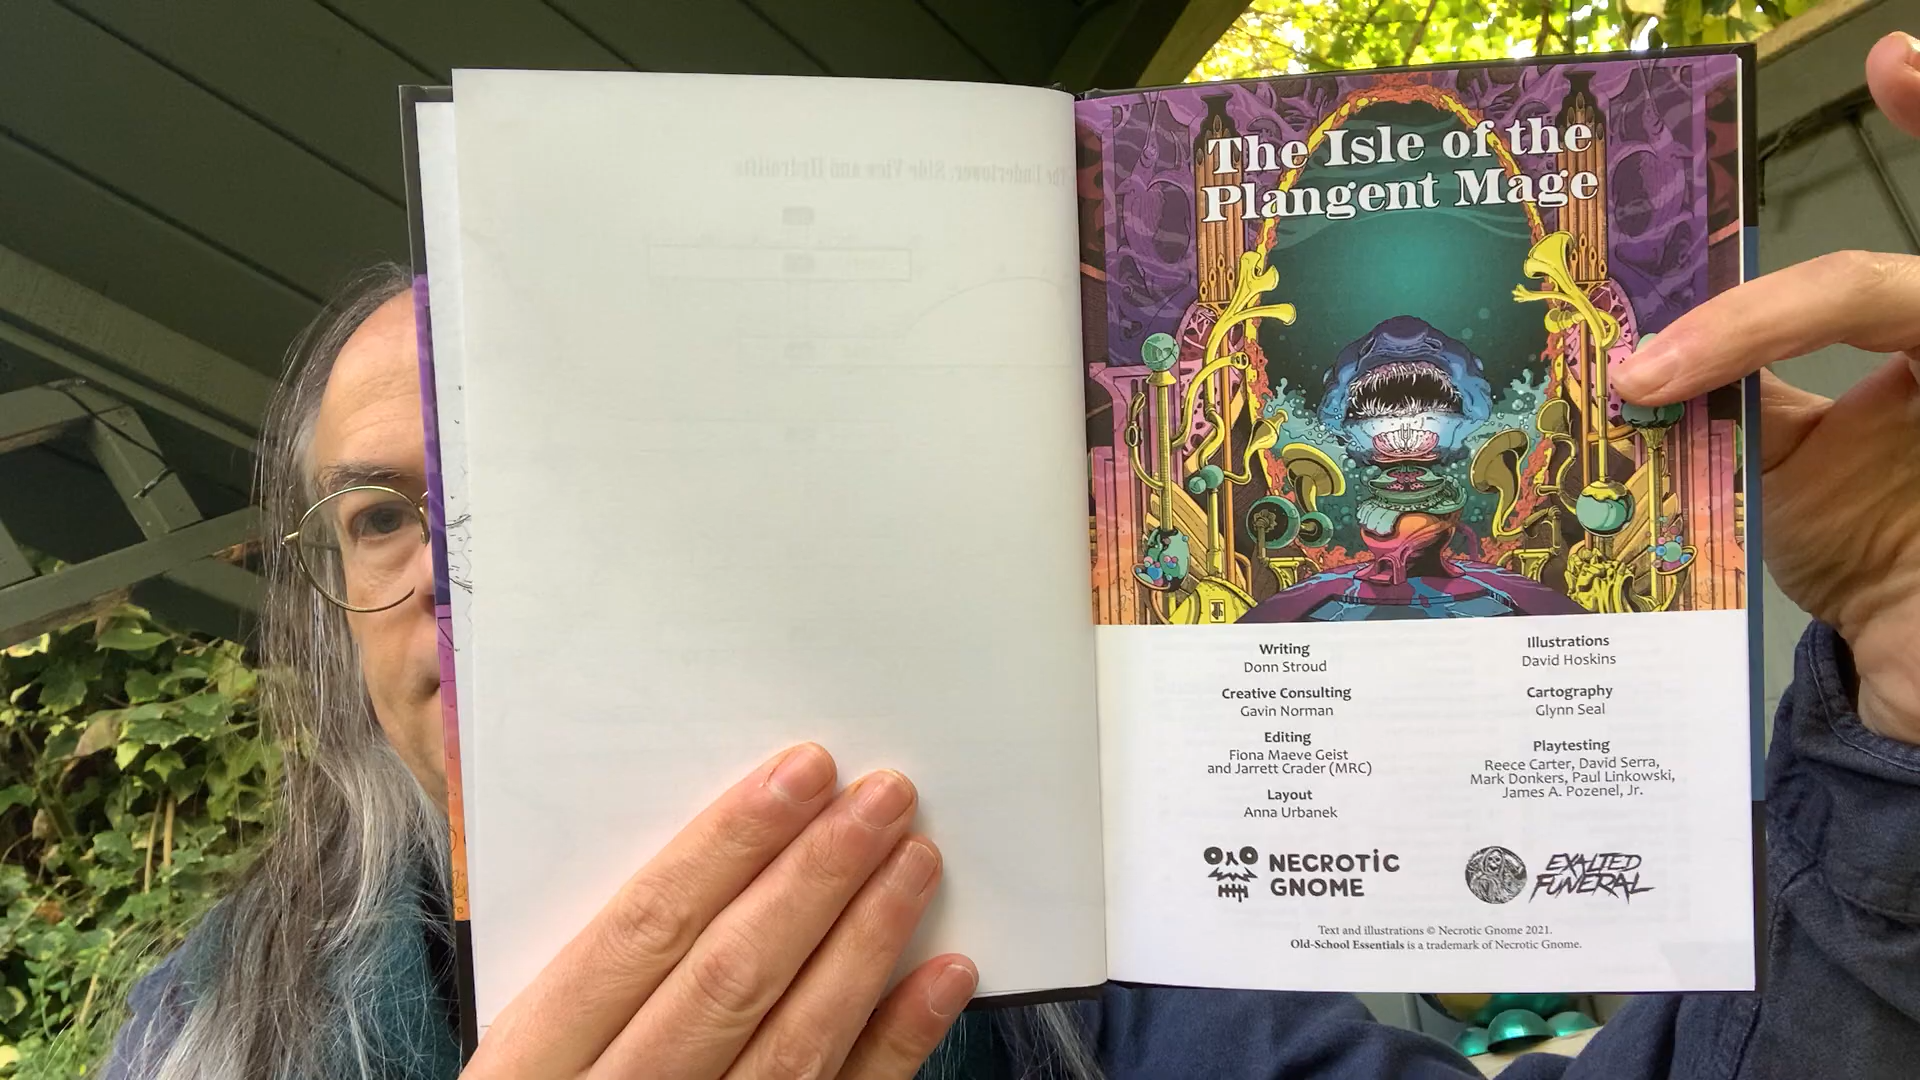 The Isle of the
Plangent Mage
Writing
Donn Stroud
Creative Consulting
Gavin Norman
Editing
Fiona Maeve Geist
and Jarrett Crader (MRC)
Layout
Anna Urbanek
Illustrations
David Hoskins
Cartography
Glynn Seal
Playtesting
Reece Carter, David Serra,
Mark Donkers, Paul Linkowski,
James A. Pozenel, Jr.
NECROTIC
GNOME
EXALTED
FUNERAL
Text and illustrations © Necrotic Gnome 2021.
Old-School Essentials is a trademark of Necrotic Gnome.